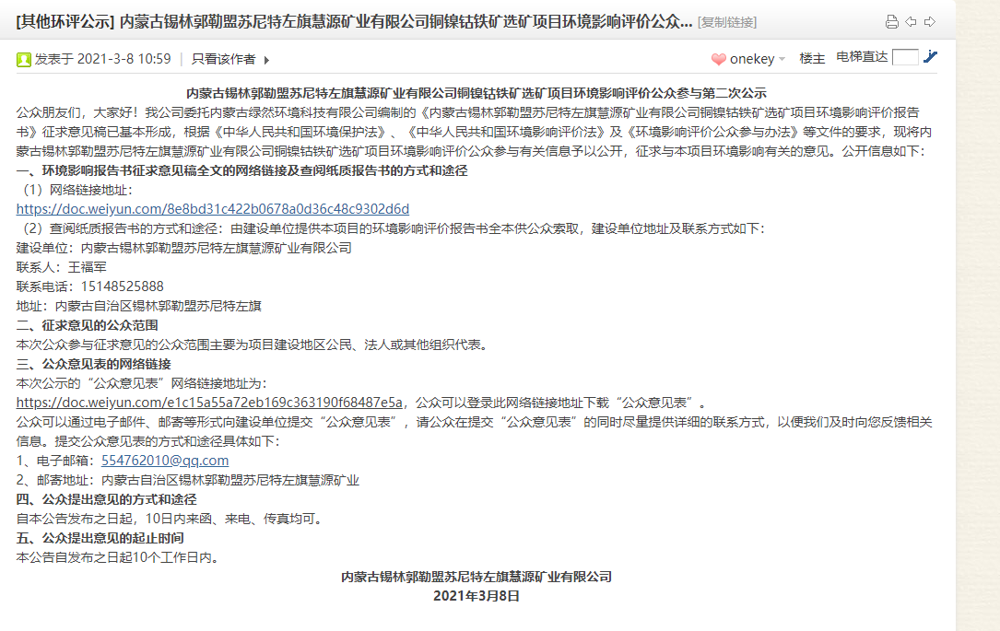 [其他环评公示] 内蒙古锡林郭勒盟苏尼特左旗慧源矿业有限公司铜镍钴铁矿选矿项目环境影响评价公众... [复制链接]
发表于 2021-3-8 10:59 | 只看该作者
onekey 楼主 电梯直达
内蒙古锡林郭勒盟苏尼特左旗慧源矿业有限公司铜镍钴铁矿选矿项目环境影响评价公众参与第二次公示
公众朋友们，大家好！我公司委托内蒙古绿然环境科技有限公司编制的《内蒙古锡林郭勒盟苏尼特左旗慧源矿业有限公司铜镍钴铁矿选矿项目环境影响评价报告
书》征求意见稿已基本形成，根据《中华人民共和国环境保护法》、《中华人民共和国环境影响评价法》及《环境影响评价公众参与办法》等文件的要求，现将内
蒙古锡林郭勒盟苏尼特左旗慧源矿业有限公司铜镍钴铁矿选矿项目环境影响评价公众参与有关信息予以公开，征求与本项目环境影响有关的意见。公开信息如下：
一、环境影响报告书征求意见稿全文的网络链接及查阅纸质报告书的方式和途径
（1）网络链接地址：
https://doc.weiyun.com/8e8bd31c422b0678a0d36c48c9302d6d
（2）查阅纸质报告书的方式和途径：由建设单位提供本项目的环境影响评价报告书全本供公众索取，建设单位地址及联系方式如下：
建设单位：内蒙古锡林郭勒盟苏尼特左旗慧源矿业有限公司
联系人：王福军
联系电话：15148525888
地址：内蒙古自治区锡林郭勒盟苏尼特左旗
二、征求意见的公众范围
本次公众参与征求意见的公众范围主要为项目建设地区公民、法人或其他组织代表。
三、公众意见表的网络链接
本次公示的“公众意见表”网络链接地址为：
https://doc.weiyun.com/e1c15a55a72eb169c363190f68487e5a，公众可以登录此网络链接地址下载“公众意见表”。
公众可以通过电子邮件、邮寄等形式向建设单位提交“公众意见表”，请公众在提交“公众意见表”的同时尽量提供详细的联系方式，以便我们及时向您反馈相关
信息。提交公众意见表的方式和途径具体如下：
1、电子邮箱：554762010@qq.com
2、邮寄地址：内蒙古自治区锡林郭勒盟苏尼特左旗慧源矿业
四、公众提出意见的方式和途径
自本公告发布之日起，10日内来函、来电、传真均可。
五、公众提出意见的起止时间
本公告自发布之日起10个工作日内。
内蒙古锡林郭勒盟苏尼特左旗慧源矿业有限公司
2021年3月8日